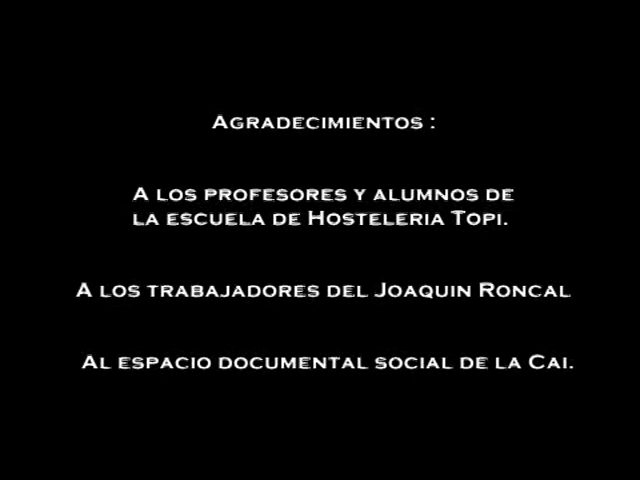 Agradecimientos :
A los profesores y alumnos de
la escuela de Hosteleria Topi.
A los trabajadores del Joaquin Roncal
Al espacio documental social de la Cai.